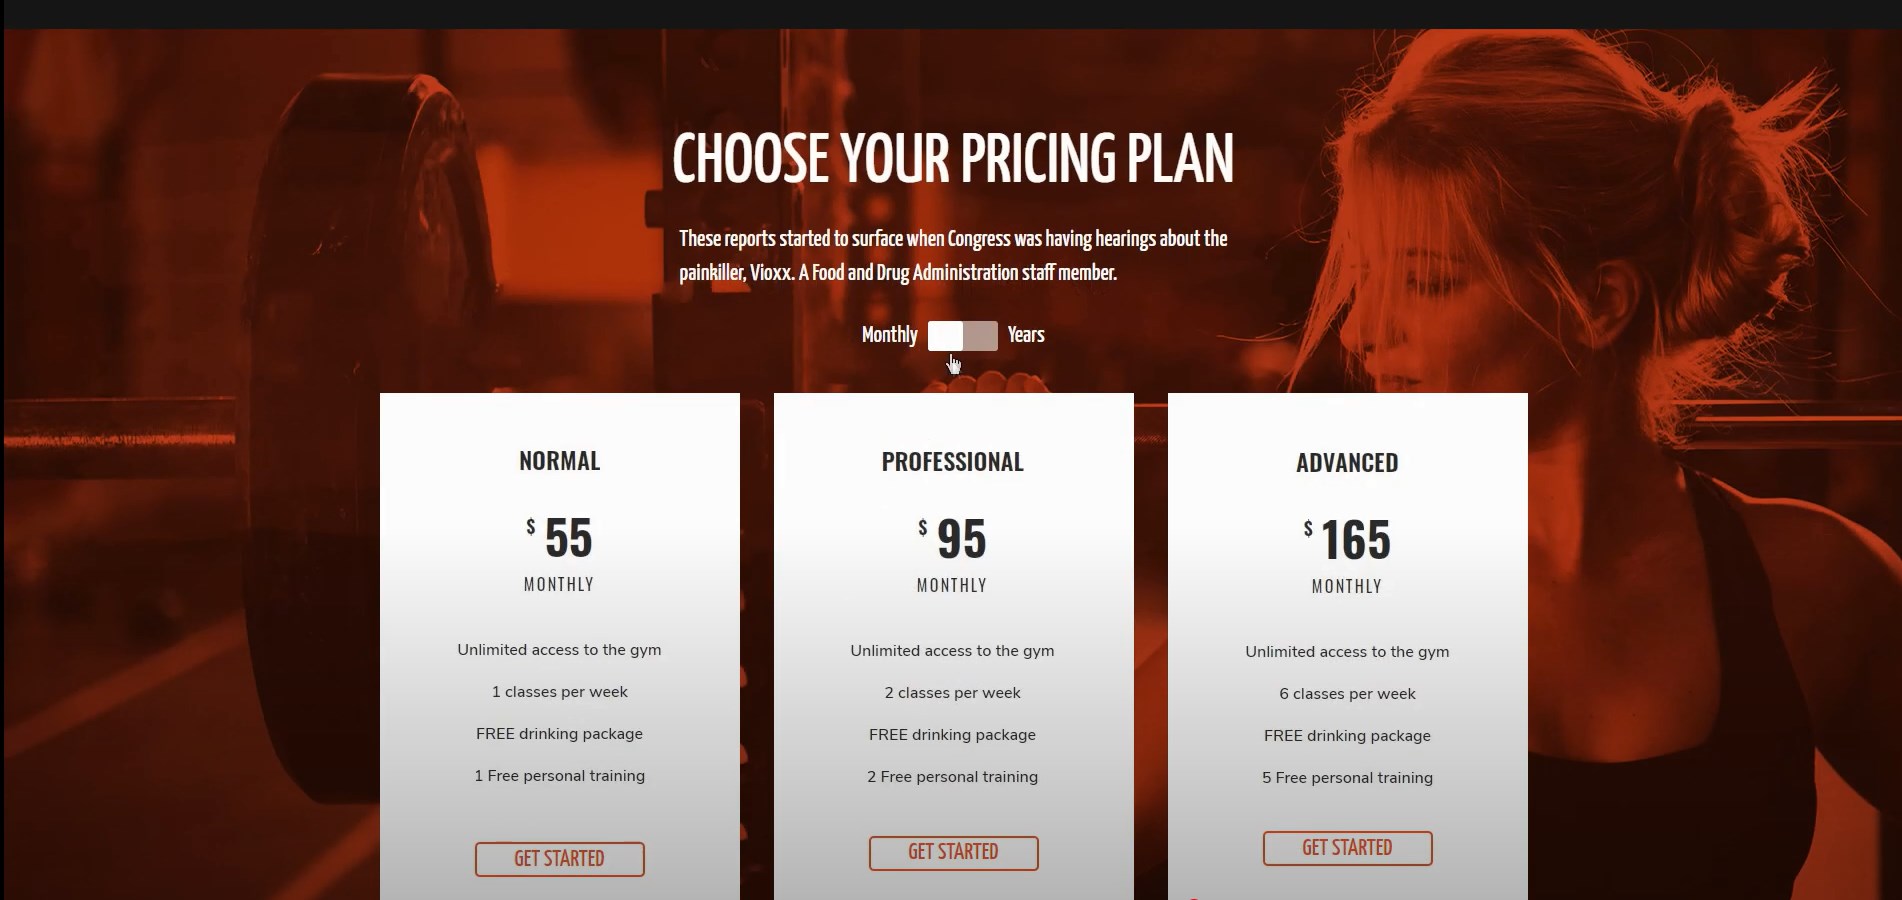 CHOOSE YOUR PRICING PLAN
These reports started to surface when Congress was having hearings about the
painkiller, Vioxx. A Food and Drug Administration staff member.
Monthly Years
NORMAL
$ 55
MONTHLY
Unlimited access to the gym
1 classes per week
FREE drinking package
1 Free personal training
GET STARTED
PROFESSIONAL
$ 95
MONTHLY
Unlimited access to the gym
2 classes per week
FREE drinking package
2 Free personal training
GET STARTED
ADVANCED
$ 165
MONTHLY
Unlimited access to the gym
6 classes per week
FREE drinking package
5 Free personal training
GET STARTED